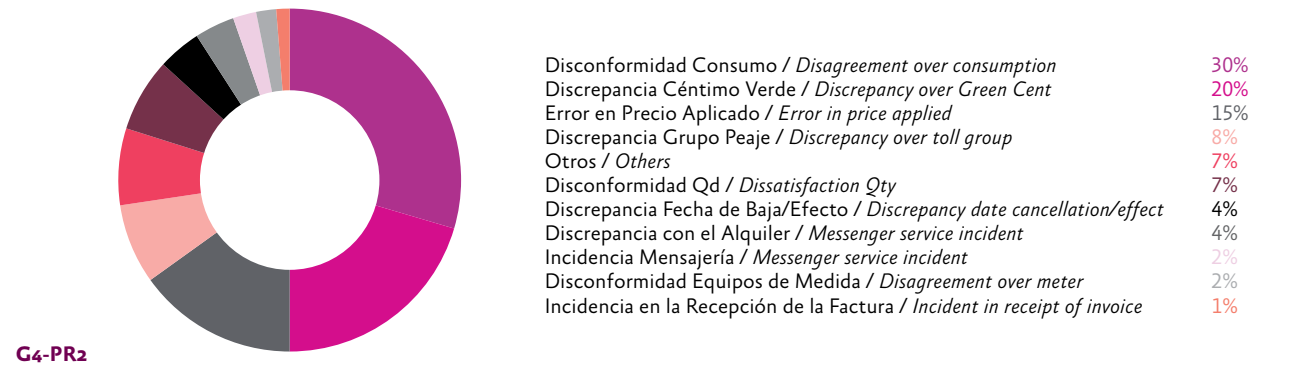 Disconformidad Consumo / Disagreement over consumption 30%
Discrepancia Céntimo Verde / Discrepancy over Green Cent 20%
Error en Precio Aplicado / Error in price applied 15%
Discrepancia Grupo Peaje / Discrepancy over toll group 8%
Otros / Others 7%
Disconformidad Qd / Dissatisfaction Qty 7%
Discrepancia Fecha de Baja/Efecto / Discrepancy date cancellation/effect 4%
Discrepancia con el Alquiler / Messenger service incident 4%
Incidencia Mensajería / Messenger service incident 2%
Disconformidad Equipos de Medida / Disagreement over meter 2%
Incidencia en la Recepción de la Factura / Incident in receipt of invoice 1%
G4-PR2